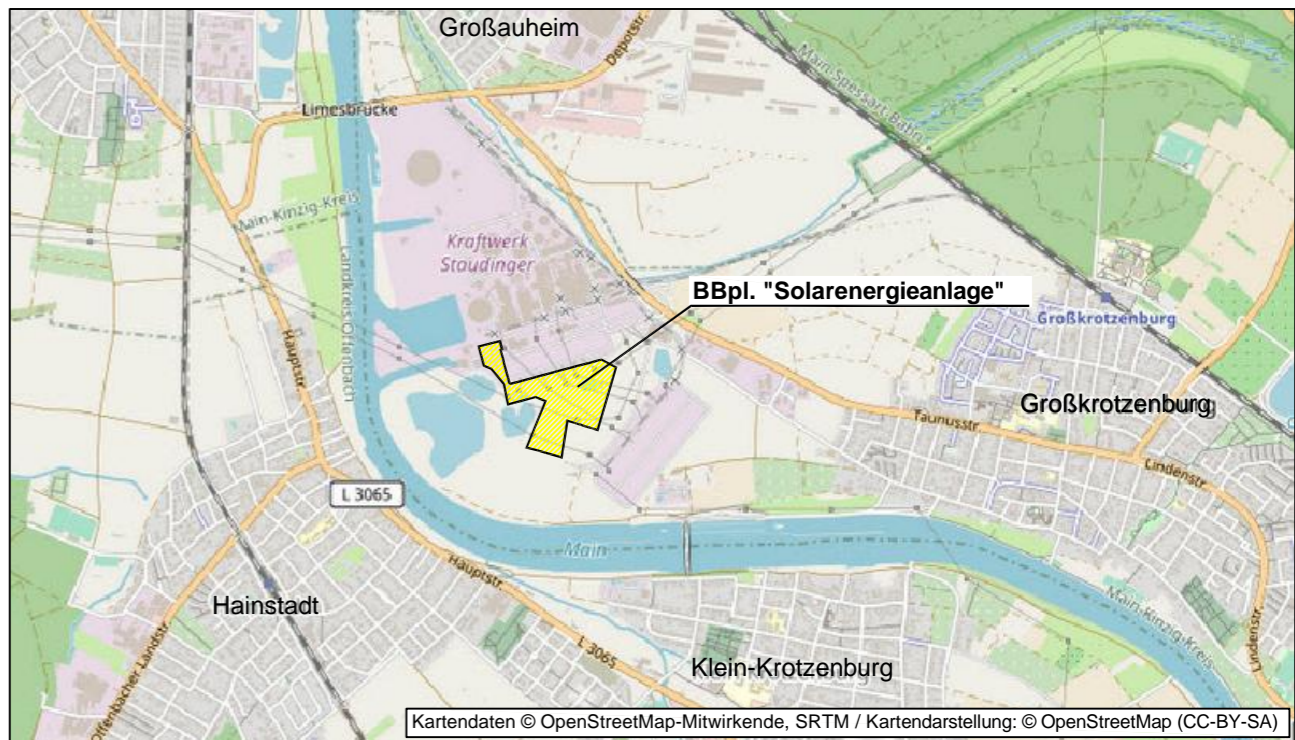 Großauheim
Depotstr.
Limesbrücke
Main-Spessart-Bahn
Main-Kinzig-Kreis
Landkreis Offenbach
Kraftwerk
Staudinger
BBpl. "Solarenergieanlage"
Großkrotzenburg
Hauptstr.
Großkrotzenburg
Taunusstr.
Lindenstr.
L 3065
Main
Hauptstr.
Hainstadt
Main-Kinzig-Kreis
Lindenstr.
L 3065
Klein-Krotzenburg
Offenbacher Landstr.
Kartendaten © OpenStreetMap-Mitwirkende, SRTM / Kartendarstellung: © OpenStreetMap (CC-BY-SA)